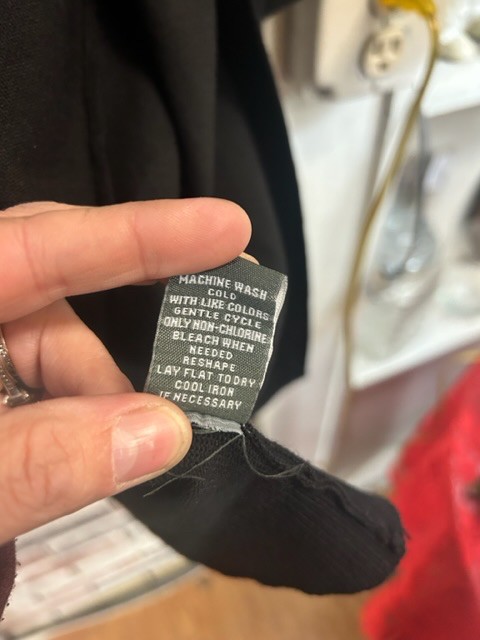 MACHINE WASH
COLD
WITH LIKE COLORS
GENTLE CYCLE
ONLY NON-CHLORINE
BLEACH WHEN
NEEDED
RESHAPE
LAY FLAT TO DRY
COOL IRON
IF NECESSARY